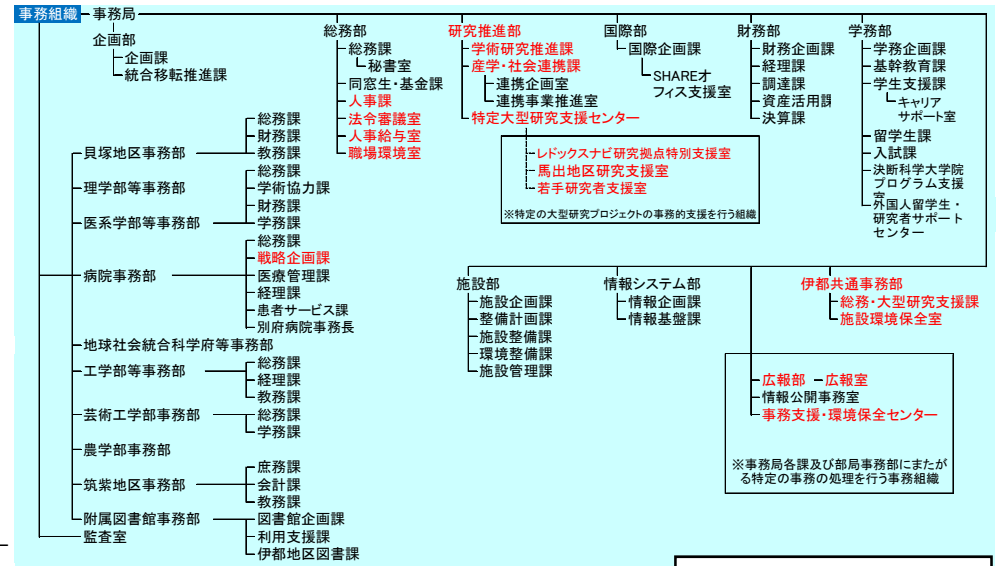 事務組織
事務局
企画部
企画課
統合移転推進課
総務部
総務課
秘書室
同窓生・基金課
人事課
法令審議室
人事給与室
職場環境室
研究推進部
学術研究推進課
産学・社会連携課
連携企画室
連携事業推進室
特定大型研究支援センター
レドックスナビ研究拠点特別支援室
馬出地区研究支援室
若手研究者支援室
※特定の大型研究プロジェクトの事務的支援を行う組織
国際部
国際企画課
SHAREオ
フィス支援室
財務部
財務企画課
経理課
調達課
資産活用課
決算課
学務部
学務企画課
基幹教育課
学生支援課
キャリア
サポート室
留学生課
入試課
決断科学大学院
プログラム支援
室
外国人留学生・
研究者サポート
センター
貝塚地区事務部
総務課
財務課
教務課
理学部等事務部
総務課
学術協力課
医系学部等事務部
財務課
学務課
病院事務部
総務課
戦略企画課
医療管理課
経理課
患者サービス課
別府病院事務長
地球社会統合科学府等事務部
工学部等事務部
総務課
経理課
教務課
芸術工学部事務部
総務課
学務課
農学部事務部
筑紫地区事務部
庶務課
会計課
教務課
附属図書館事務部
図書館企画課
利用支援課
伊都地区図書課
監査室
施設部
施設企画課
整備計画課
施設整備課
環境整備課
施設管理課
情報システム部
情報企画課
情報基盤課
伊都共通事務部
総務・大型研究支援課
施設環境保全室
広報部 広報室
情報公開事務室
事務支援・環境保全センター
※事務局各課及び部局事務部にまたが
る特定の事務の処理を行う事務組織